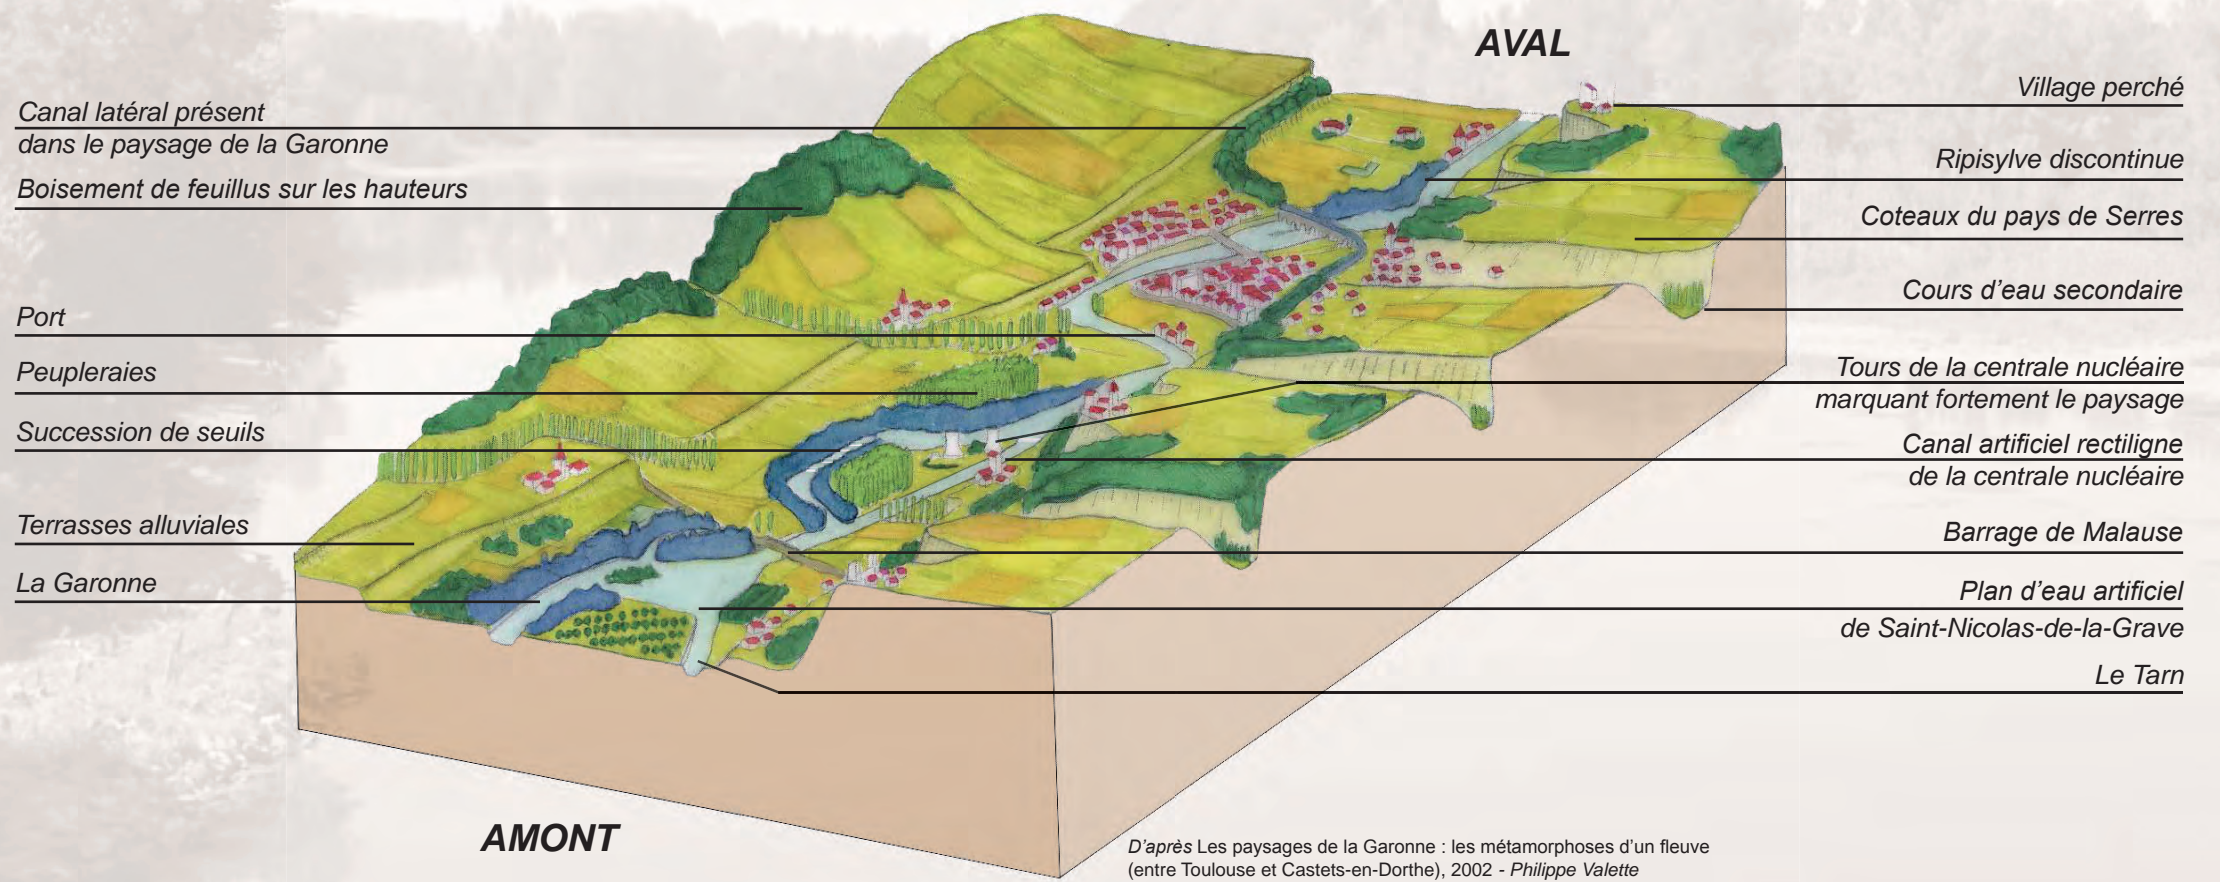 AVAL
Canal latéral présent
dans le paysage de la Garonne
Boisement de feuillus sur les hauteurs
Port
Peupleraies
Succession de seuils
Terrasses alluviales
La Garonne
Village perché
Ripisylve discontinue
Coteaux du pays de Serres
Cours d'eau secondaire
Tours de la centrale nucléaire
marquant fortement le paysage
Canal artificiel rectiligne
de la centrale nucléaire
Barrage de Malause
Plan d'eau artificiel
de Saint-Nicolas-de-la-Grave
Le Tarn
AMONT
D'après Les paysages de la Garonne : les métamorphoses d'un fleuve
(entre Toulouse et Castets-en-Dorthe), 2002 - Philippe Valette